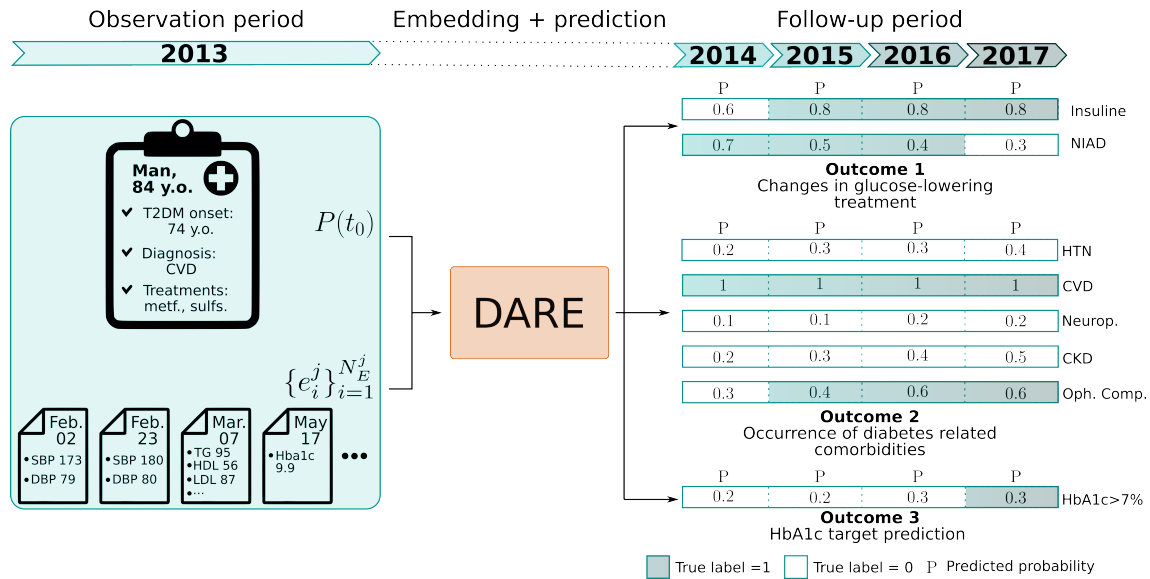 Observation period
Embedding + prediction
Follow-up period
2013
2014 2015 2016 2017
Man,
84 y.o.
T2DM onset:
74 y.o.
Diagnosis:
CVD
Treatments:
metf., sulfs.
P(t₀)
{eᵢʲ}ᵢ₌₁^{N_E^j}
Feb.
02
•SBP 173
•DBP 79
Feb.
23
•SBP 180
•DBP 80
Mar.
07
•TG 95
•HDL 56
•LDL 87
•...
May
17
•Hba1c
9.9
•••
DARE
P P P P
0.6 0.8 0.8 0.8 Insuline
0.7 0.5 0.4 0.3 NIAD
Outcome 1
Changes in glucose-lowering
treatment
P P P P
0.2 0.3 0.3 0.4 HTN
1 1 1 1 CVD
0.1 0.1 0.2 0.2 Neurop.
0.2 0.3 0.4 0.5 CKD
0.3 0.4 0.6 0.6 Oph. Comp.
Outcome 2
Occurrence of diabetes related
comorbidities
P P P P
0.2 0.2 0.3 0.3 HbA1c>7%
Outcome 3
HbA1c target prediction
True label =1 True label = 0 P Predicted probability